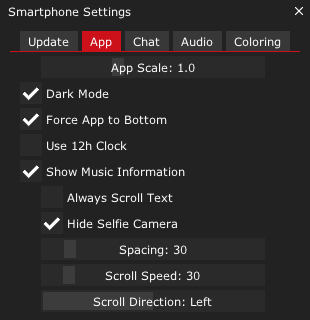 Smartphone Settings
Update App Chat Audio Coloring
App Scale: 1.0
Dark Mode
Force App to Bottom
Use 12h Clock
Show Music Information
Always Scroll Text
Hide Selfie Camera
Spacing: 30
Scroll Speed: 30
Scroll Direction: Left